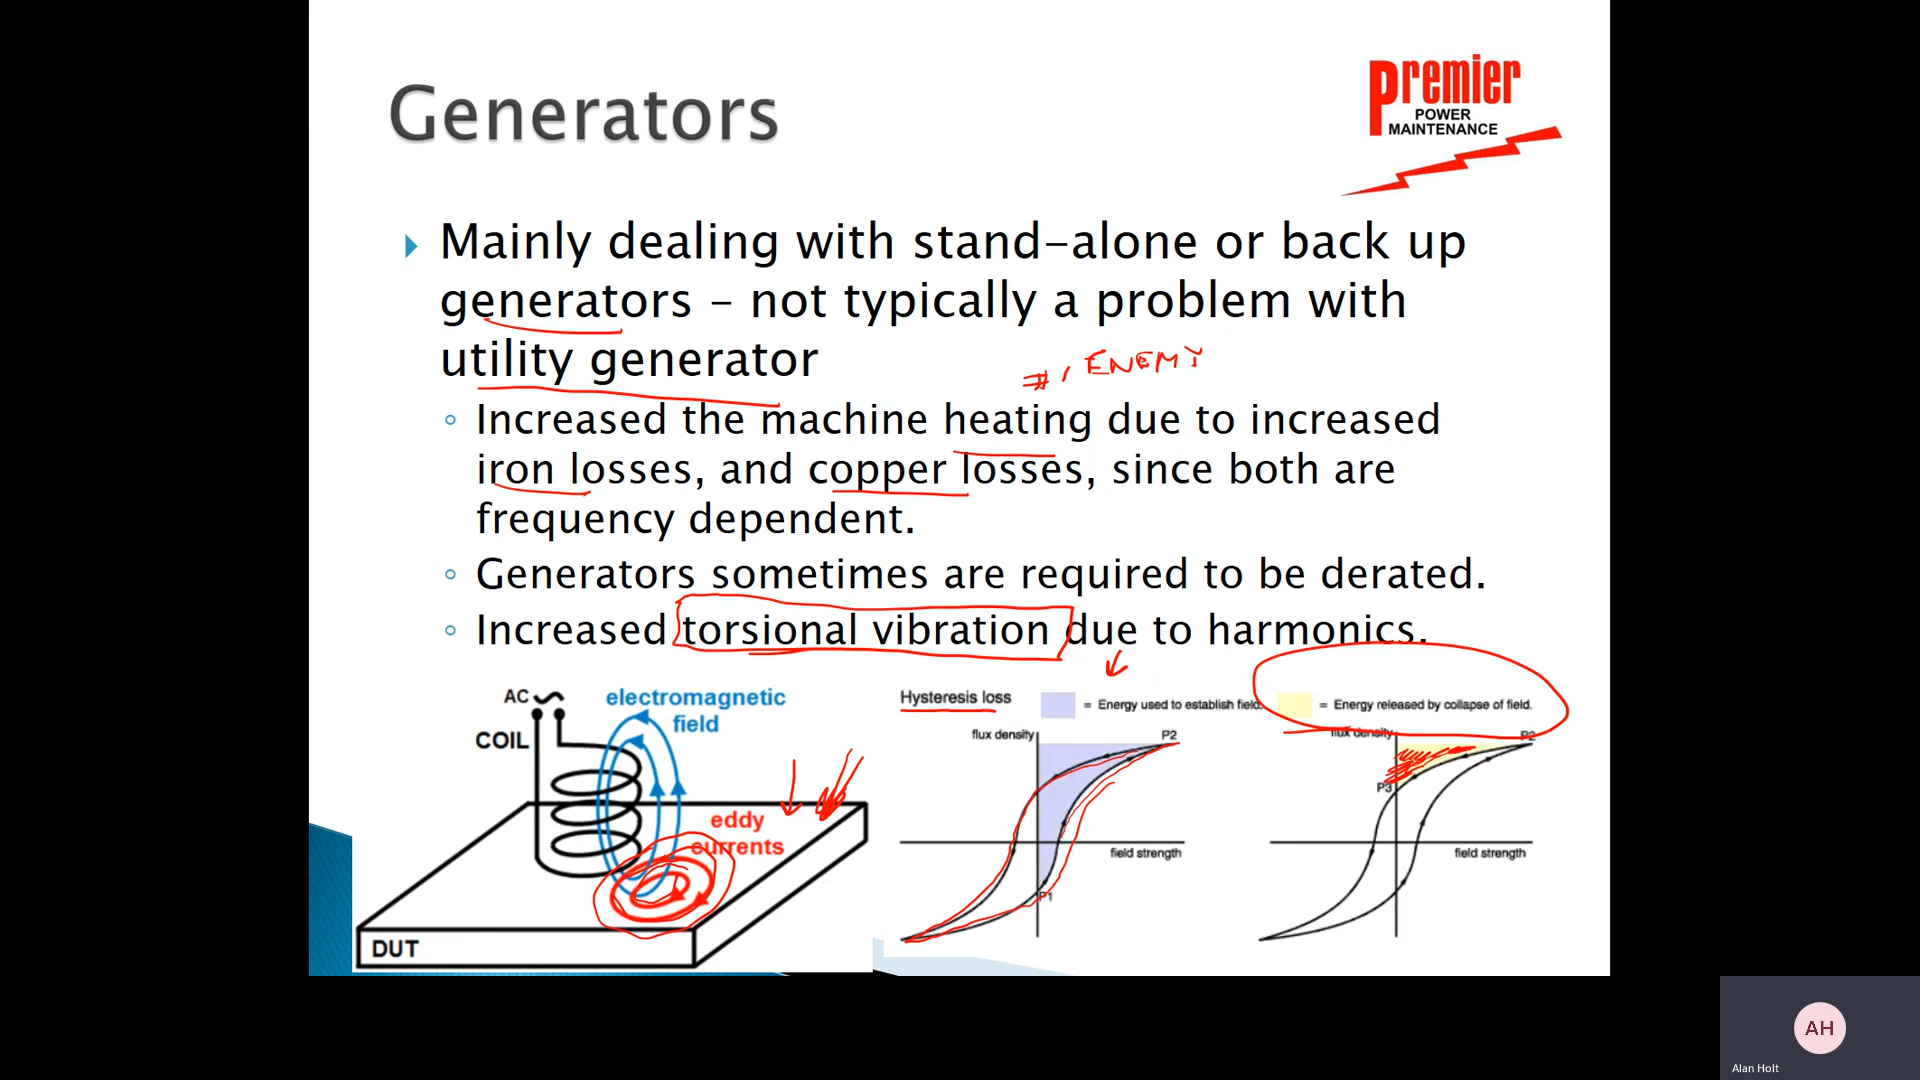 Generators
Premier
POWER
MAINTENANCE
Mainly dealing with stand-alone or back up
generators - not typically a problem with
utility generator
#1 ENEMY
Increased the machine heating due to increased
iron losses, and copper losses, since both are
frequency dependent.
Generators sometimes are required to be derated.
Increased torsional vibration due to harmonics.
AC
COIL
electromagnetic
field
eddy
currents
DUT
Hysteresis loss
= Energy used to establish field.
= Energy released by collapse of field.
flux density
P2
P1
field strength
flux density
P2
P3
field strength
AH
Alan Holt